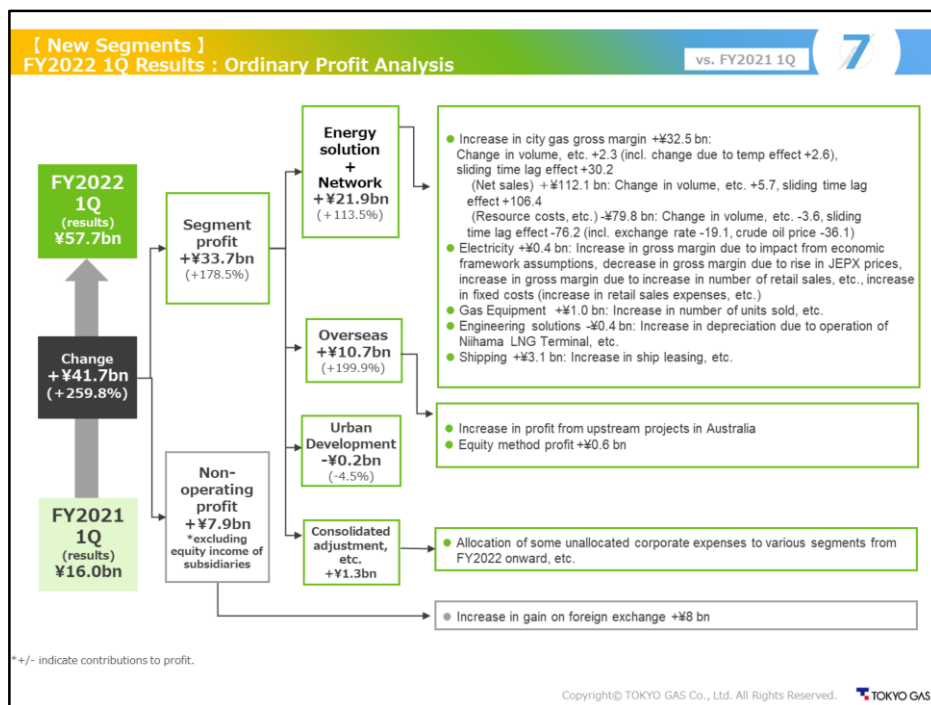 【 New Segments 】
FY2022 1Q Results : Ordinary Profit Analysis
vs. FY2021 1Q
7
FY2022
1Q
(results)
¥57.7bn
Change
+¥41.7bn
(+259.8%)
FY2021
1Q
(results)
¥16.0bn
Segment
profit
+¥33.7bn
(+178.5%)
Non-
operating
profit
+¥7.9bn
*excluding
equity income of
subsidiaries
Energy
solution
+
Network
+¥21.9bn
(+113.5%)
Overseas
+¥10.7bn
(+199.9%)
Urban
Development
-¥0.2bn
(-4.5%)
Consolidated
adjustment,
etc.
+¥1.3bn
● Increase in city gas gross margin +¥32.5 bn:
Change in volume, etc. +2.3 (incl. change due to temp effect +2.6),
sliding time lag effect +30.2
(Net sales) +¥112.1 bn: Change in volume, etc. +5.7, sliding time lag
effect +106.4
(Resource costs, etc.) -¥79.8 bn: Change in volume, etc. -3.6, sliding
time lag effect -76.2 (incl. exchange rate -19.1, crude oil price -36.1)
● Electricity +¥0.4 bn: Increase in gross margin due to impact from economic
framework assumptions, decrease in gross margin due to rise in JEPX prices,
increase in gross margin due to increase in number of retail sales, etc., increase
in fixed costs (increase in retail sales expenses, etc.)
● Gas Equipment +¥1.0 bn: Increase in number of units sold, etc.
● Engineering solutions -¥0.4 bn: Increase in depreciation due to operation of
Niihama LNG Terminal, etc.
● Shipping +¥3.1 bn: Increase in ship leasing, etc.
● Increase in profit from upstream projects in Australia
● Equity method profit +¥0.6 bn
● Allocation of some unallocated corporate expenses to various segments from
FY2022 onward, etc.
● Increase in gain on foreign exchange +¥8 bn
*+/- indicate contributions to profit.
Copyright© TOKYO GAS Co., Ltd. All Rights Reserved.
TOKYO GAS